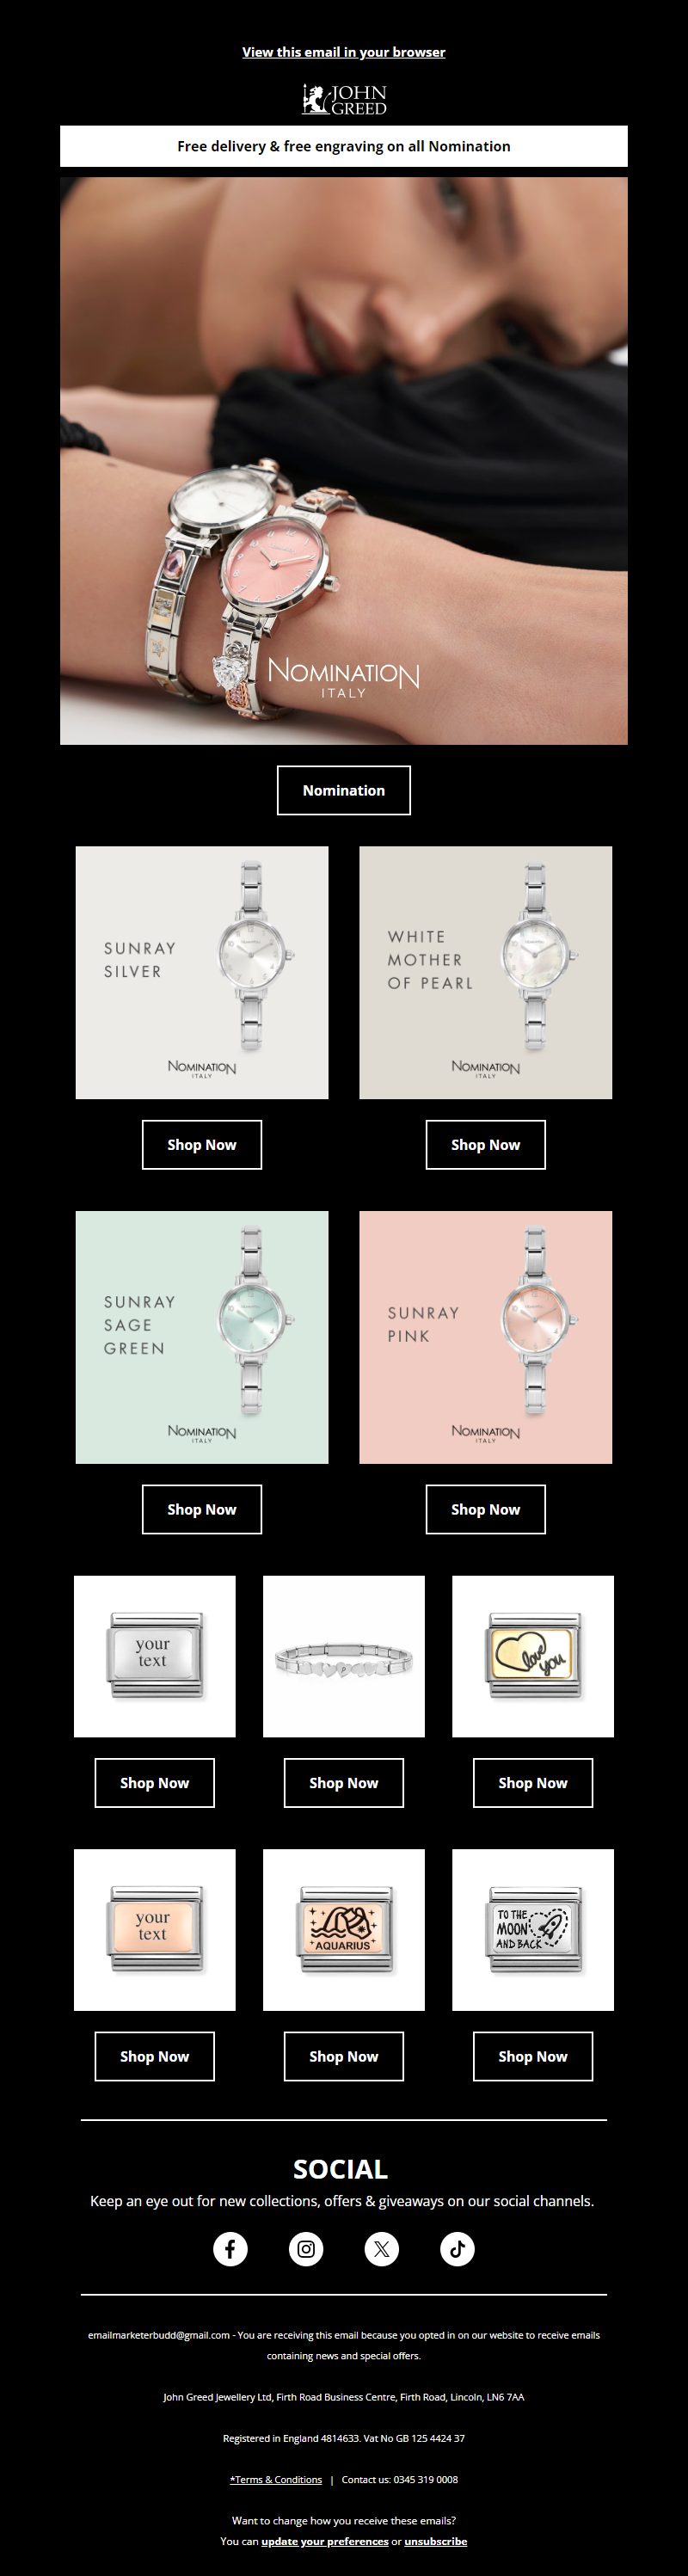 View this email in your browser
JOHN
GREED
Free delivery & free engraving on all Nomination
NOMINATION
ITALY
Nomination
SUNRAY
SILVER
NOMINATION
ITALY
WHITE
MOTHER
OF PEARL
NOMINATION
ITALY
Shop Now
Shop Now
SUNRAY
SAGE
GREEN
NOMINATION
ITALY
SUNRAY
PINK
NOMINATION
ITALY
Shop Now
Shop Now
your
text
love
you
Shop Now
Shop Now
Shop Now
your
text
AQUARIUS
TO THE
MOON
AND BACK
Shop Now
Shop Now
Shop Now
SOCIAL
Keep an eye out for new collections, offers & giveaways on our social channels.
emailmarketerbudd@gmail.com - You are receiving this email because you opted in on our website to receive emails
containing news and special offers.
John Greed Jewellery Ltd, Firth Road Business Centre, Firth Road, Lincoln, LN6 7AA
Registered in England 4814633. Vat No GB 125 4424 37
*Terms & Conditions | Contact us: 0345 319 0008
Want to change how you receive these emails?
You can update your preferences or unsubscribe